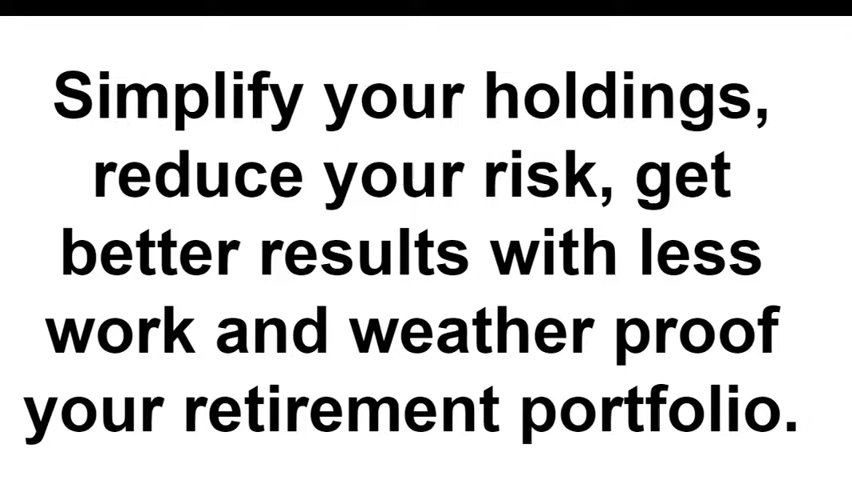 Simplify your holdings,
reduce your risk, get
better results with less
work and weather proof
your retirement portfolio.